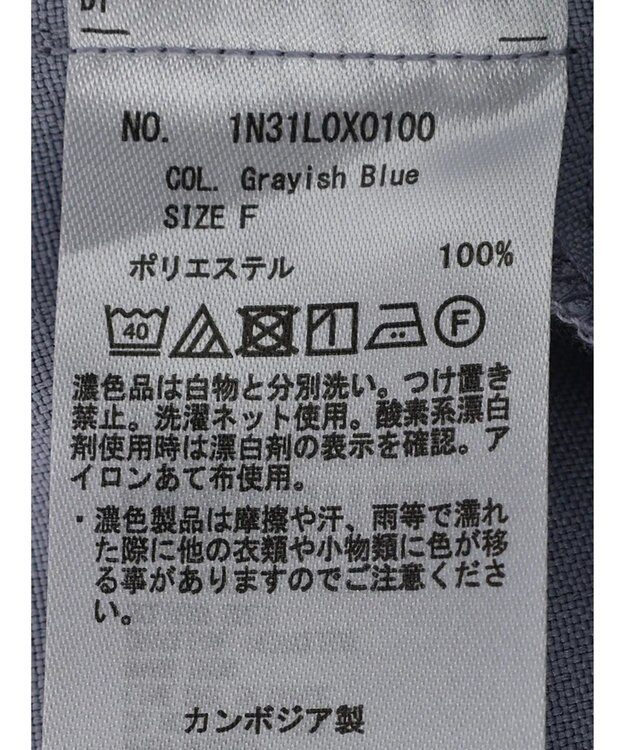 NO. 1N31L0X0100
COL. Grayish Blue
SIZE F
ポリエステル 100%
40 F
濃色品は白物と分別洗い。つけ置き
禁止。洗濯ネット使用。酸素系漂白
剤使用時は漂白剤の表示を確認。ア
イロンあて布使用。
・濃色製品は摩擦や汗、雨等で濡れ
た際に他の衣類や小物類に色が移
る事がありますのでご注意くださ
い。
カンボジア製